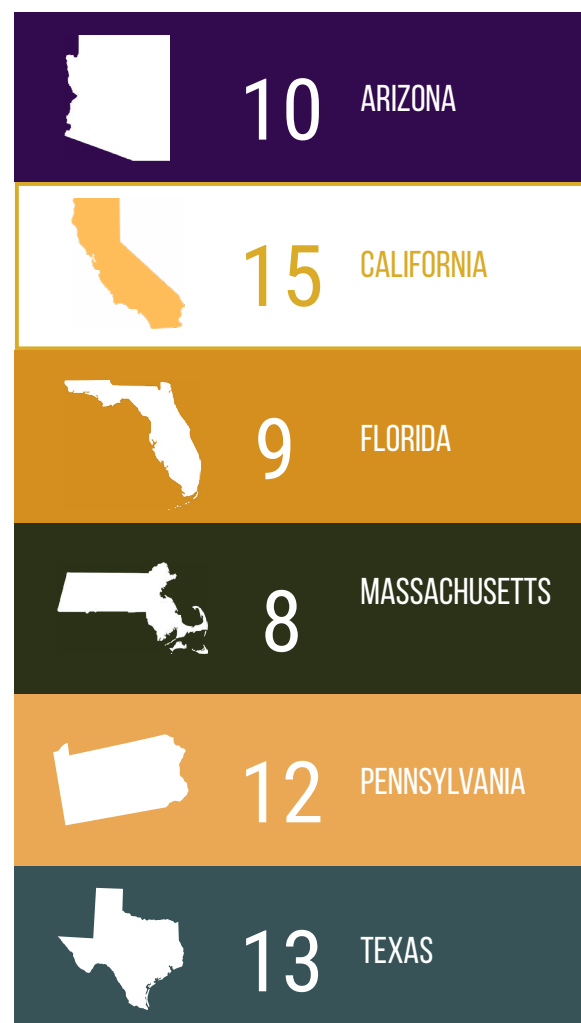 10 ARIZONA
15 CALIFORNIA
9 FLORIDA
8 MASSACHUSETTS
12 PENNSYLVANIA
13 TEXAS